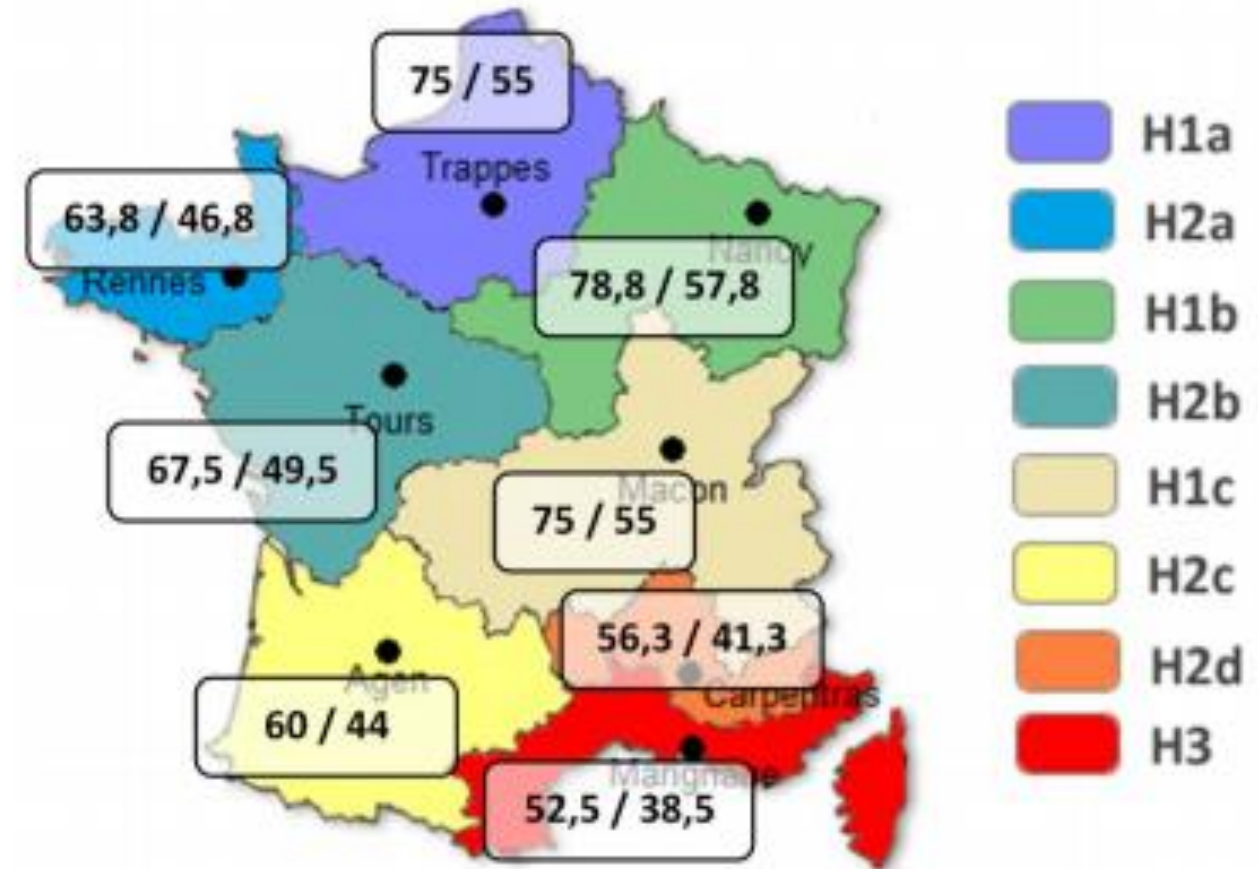 75 / 55
Trappes
63,8 / 46,8
Rennes
Nancy
78,8 / 57,8
Tours
67,5 / 49,5
Macon
75 / 55
56,3 / 41,3
Carpentras
Agen
60 / 44
52,5 / 38,5
H1a
H2a
H1b
H2b
H1c
H2c
H2d
H3